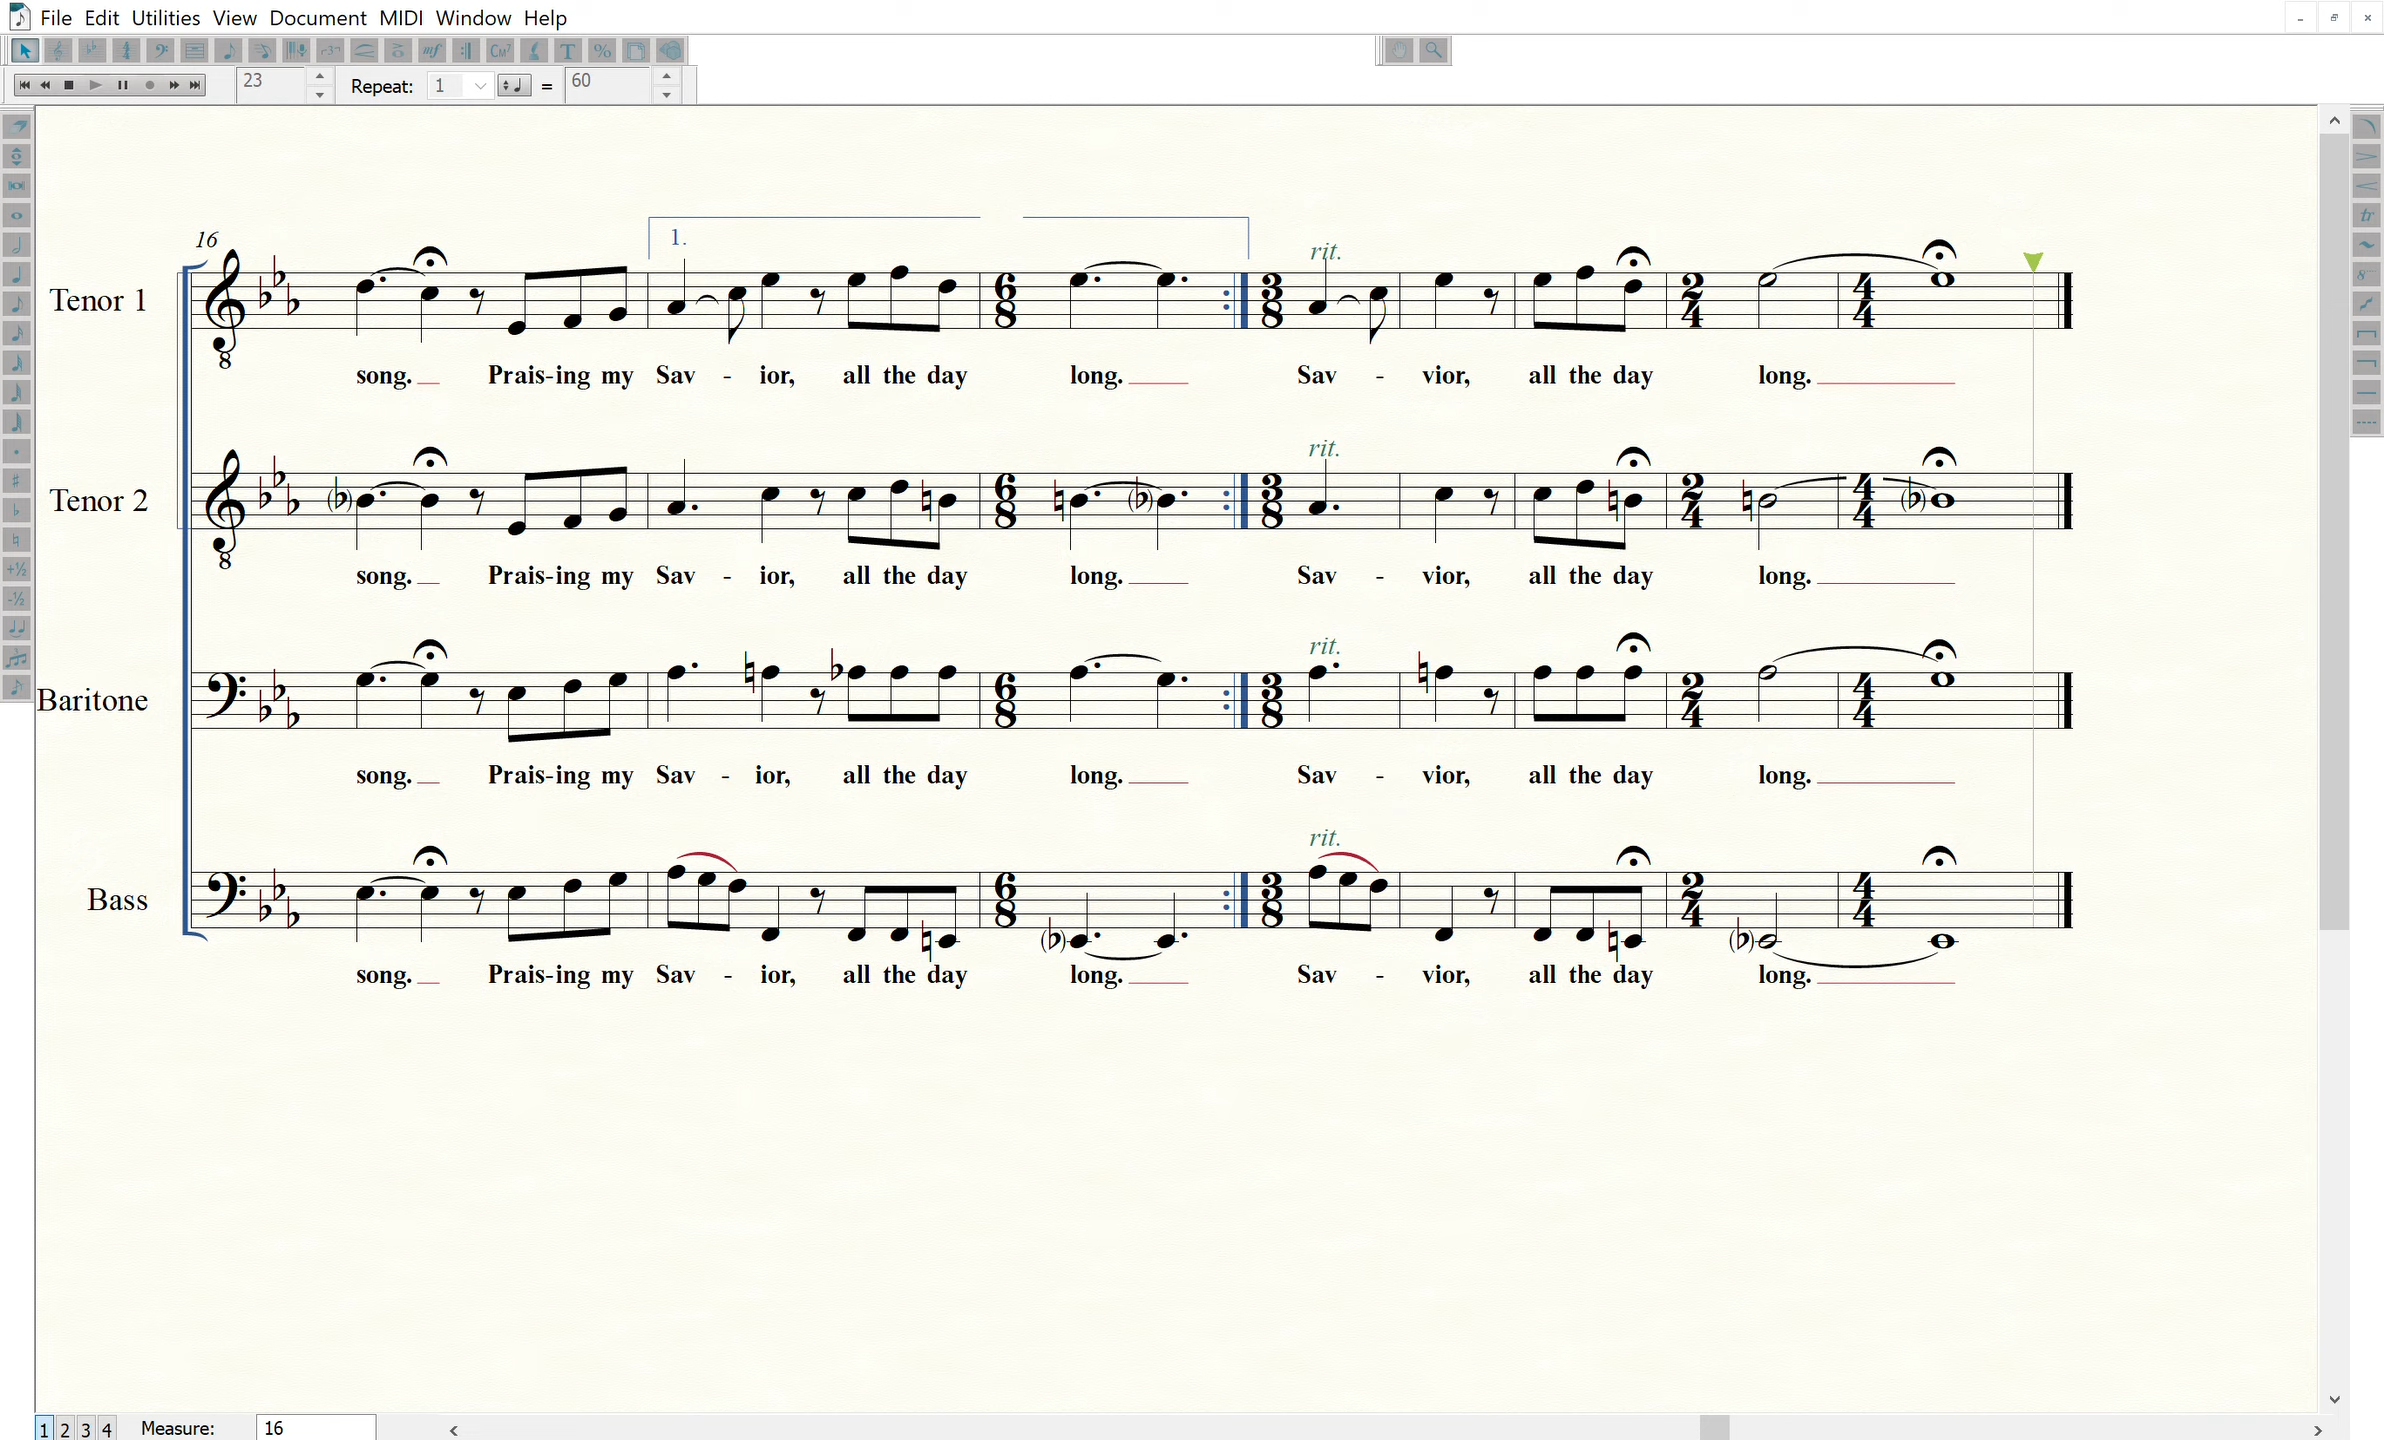 File Edit Utilities View Document MIDI Window Help
mf CM7 T %
23 Repeat: 1 = 60
16
1.
rit.
Tenor 1
song. Prais-ing my Sav - ior, all the day long. Sav - vior, all the day long.
rit.
Tenor 2
song. Prais-ing my Sav - ior, all the day long. Sav - vior, all the day long.
rit.
Baritone
song. Prais-ing my Sav - ior, all the day long. Sav - vior, all the day long.
rit.
Bass
song. Prais-ing my Sav - ior, all the day long. Sav - vior, all the day long.
1 2 3 4 Measure: 16